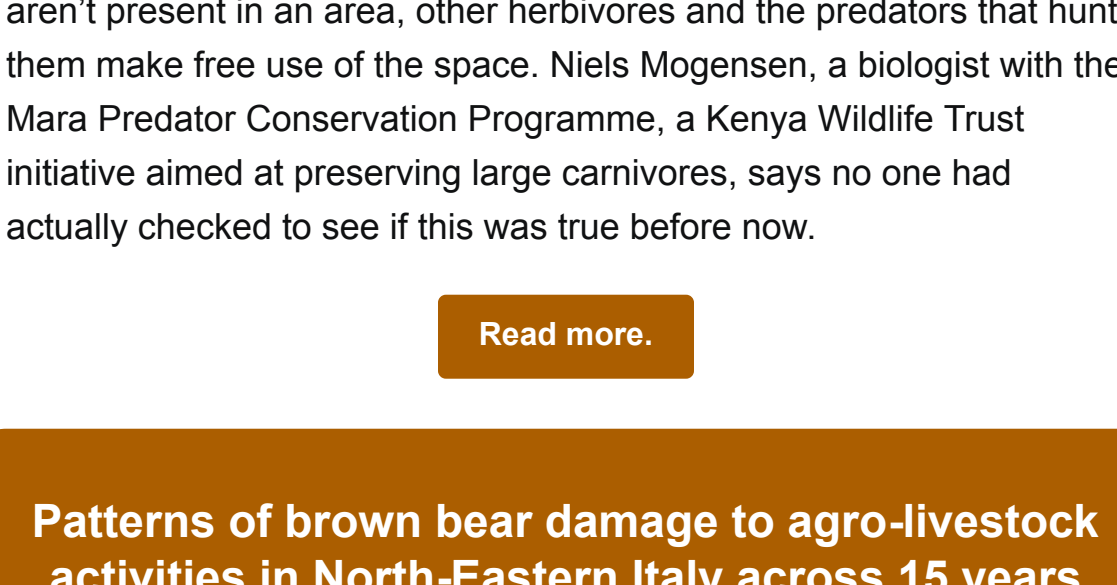 aren’t present in an area, other herbivores and the predators that hunt
them make free use of the space. Niels Mogensen, a biologist with the
Mara Predator Conservation Programme, a Kenya Wildlife Trust
initiative aimed at preserving large carnivores, says no one had
actually checked to see if this was true before now.
Read more.
Patterns of brown bear damage to agro-livestock
activities in North-Eastern Italy across 15 years